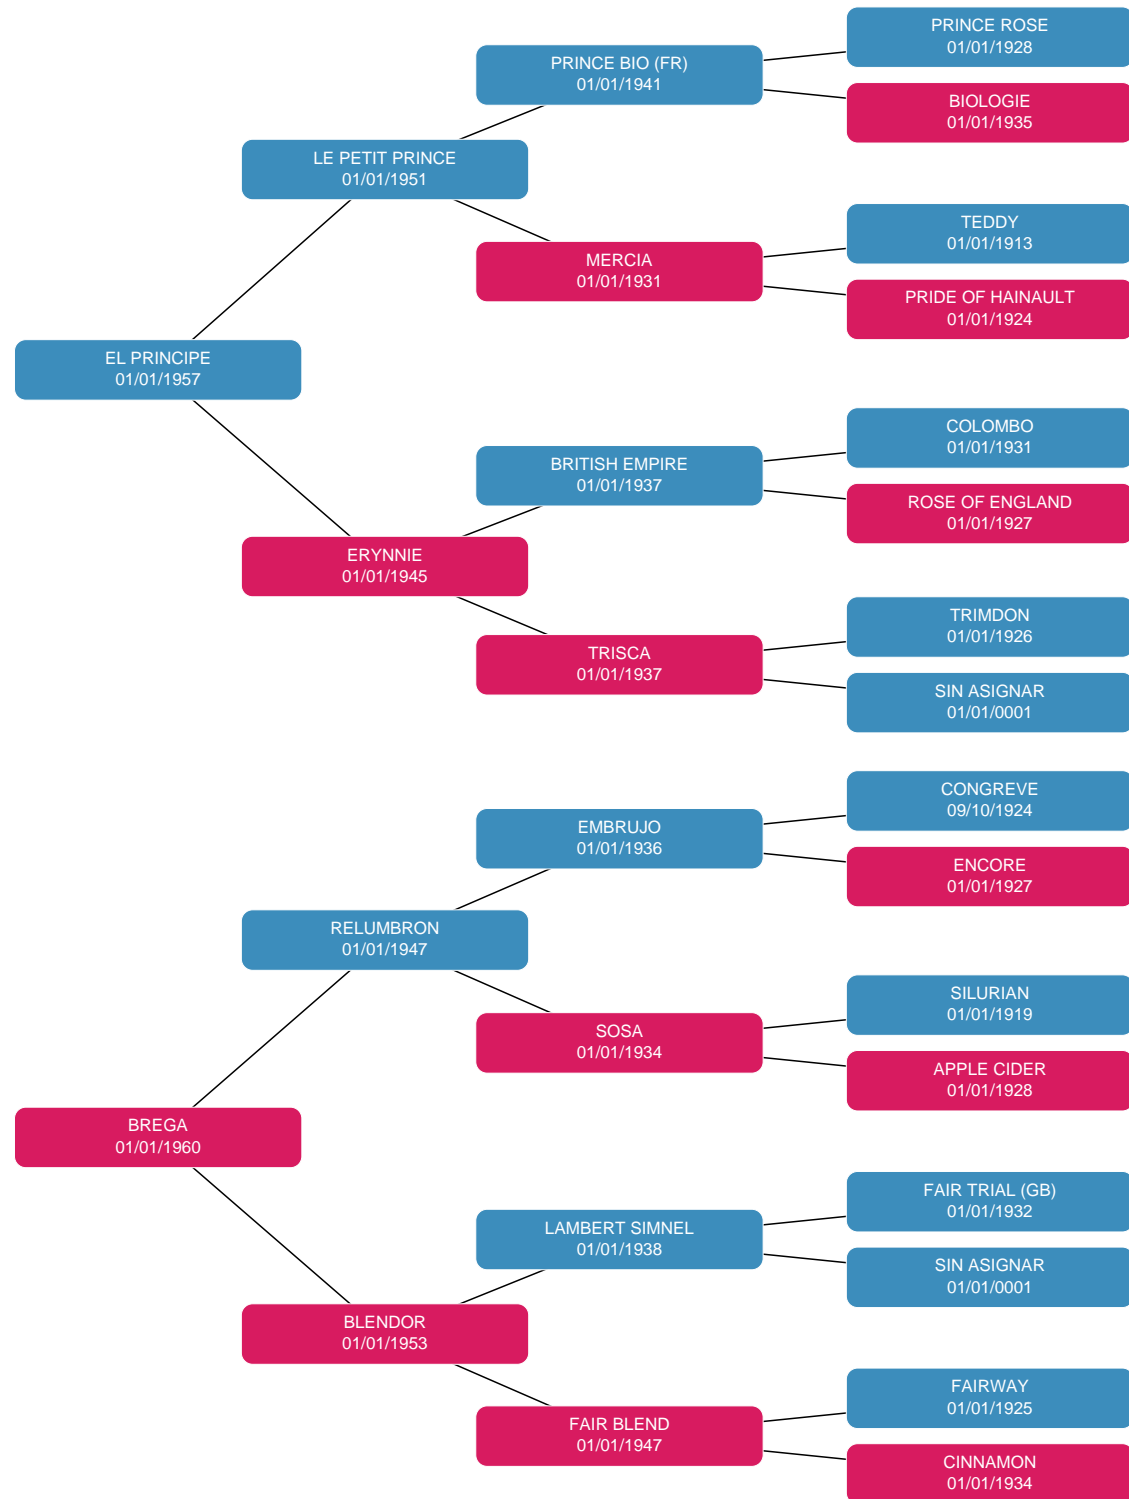 PRINCE ROSE
01/01/1928
PRINCE BIO (FR)
01/01/1941
BIOLOGIE
01/01/1935
LE PETIT PRINCE
01/01/1951
TEDDY
01/01/1913
MERCIA
01/01/1931
PRIDE OF HAINAULT
01/01/1924
EL PRINCIPE
01/01/1957
COLOMBO
01/01/1931
BRITISH EMPIRE
01/01/1937
ROSE OF ENGLAND
01/01/1927
ERYNNIE
01/01/1945
TRIMDON
01/01/1926
TRISCA
01/01/1937
SIN ASIGNAR
01/01/0001
CONGREVE
09/10/1924
EMBRUJO
01/01/1936
ENCORE
01/01/1927
RELUMBRON
01/01/1947
SILURIAN
01/01/1919
SOSA
01/01/1934
APPLE CIDER
01/01/1928
BREGA
01/01/1960
FAIR TRIAL (GB)
01/01/1932
LAMBERT SIMNEL
01/01/1938
SIN ASIGNAR
01/01/0001
BLENDOR
01/01/1953
FAIRWAY
01/01/1925
FAIR BLEND
01/01/1947
CINNAMON
01/01/1934